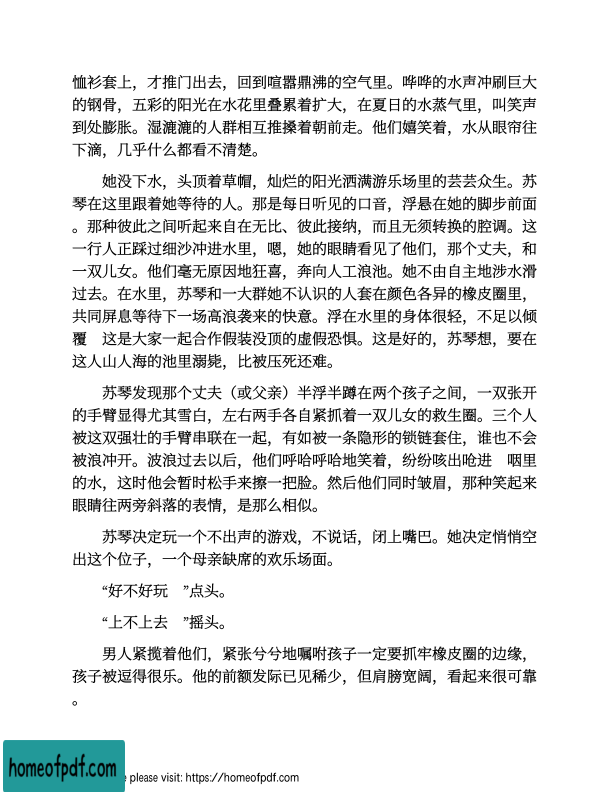 恤衫套上，才推门出去，回到喧嚣鼎沸的空气里。哗哗的水声冲刷巨大
的钢骨，五彩的阳光在水花里叠累着扩大，在夏日的水蒸气里，叫笑声
到处膨胀。湿漉漉的人群相互推搡着朝前走。他们嬉笑着，水从眼帘往
下滴，几乎什么都看不清楚。
她没下水，头顶着草帽，灿烂的阳光洒满游乐场里的芸芸众生。苏
琴在这里跟着她等待的人。那是每日听见的口音，浮悬在她的脚步前面
。那种彼此之间听起来自在无比、彼此接纳，而且无须转换的腔调。这
一行人正踩过细沙冲进水里，嗯，她的眼睛看见了他们，那个丈夫，和
一双儿女。他们毫无原因地狂喜，奔向人工浪池。她不由自主地涉水滑
过去。在水里，苏琴和一大群她不认识的人套在颜色各异的橡皮圈里，
共同屏息等待下一场高浪袭来的快意。浮在水里的身体很轻，不足以倾
覆　这是大家一起合作假装没顶的虚假恐惧。这是好的，苏琴想，要在
这人山人海的池里溺毙，比被压死还难。
苏琴发现那个丈夫（或父亲）半浮半蹲在两个孩子之间，一双张开
的手臂显得尤其雪白，左右两手各自紧抓着一双儿女的救生圈。三个人
被这双强壮的手臂串联在一起，有如被一条隐形的锁链套住，谁也不会
被浪冲开。波浪过去以后，他们呼哈呼哈地笑着，纷纷咳出呛进　咽里
的水，这时他会暂时松手来擦一把脸。然后他们同时皱眉，那种笑起来
眼睛往两旁斜落的表情，是那么相似。
苏琴决定玩一个不出声的游戏，不说话，闭上嘴巴。她决定悄悄空
出这个位子，一个母亲缺席的欢乐场面。
“好不好玩　”点头。
“上不上去　”摇头。
男人紧揽着他们，紧张兮兮地嘱咐孩子一定要抓牢橡皮圈的边缘，
孩子被逗得很乐。他的前额发际已见稀少，但肩膀宽阔，看起来很可靠
。
homeofpdf.com
e please visit: https://homeofpdf.com